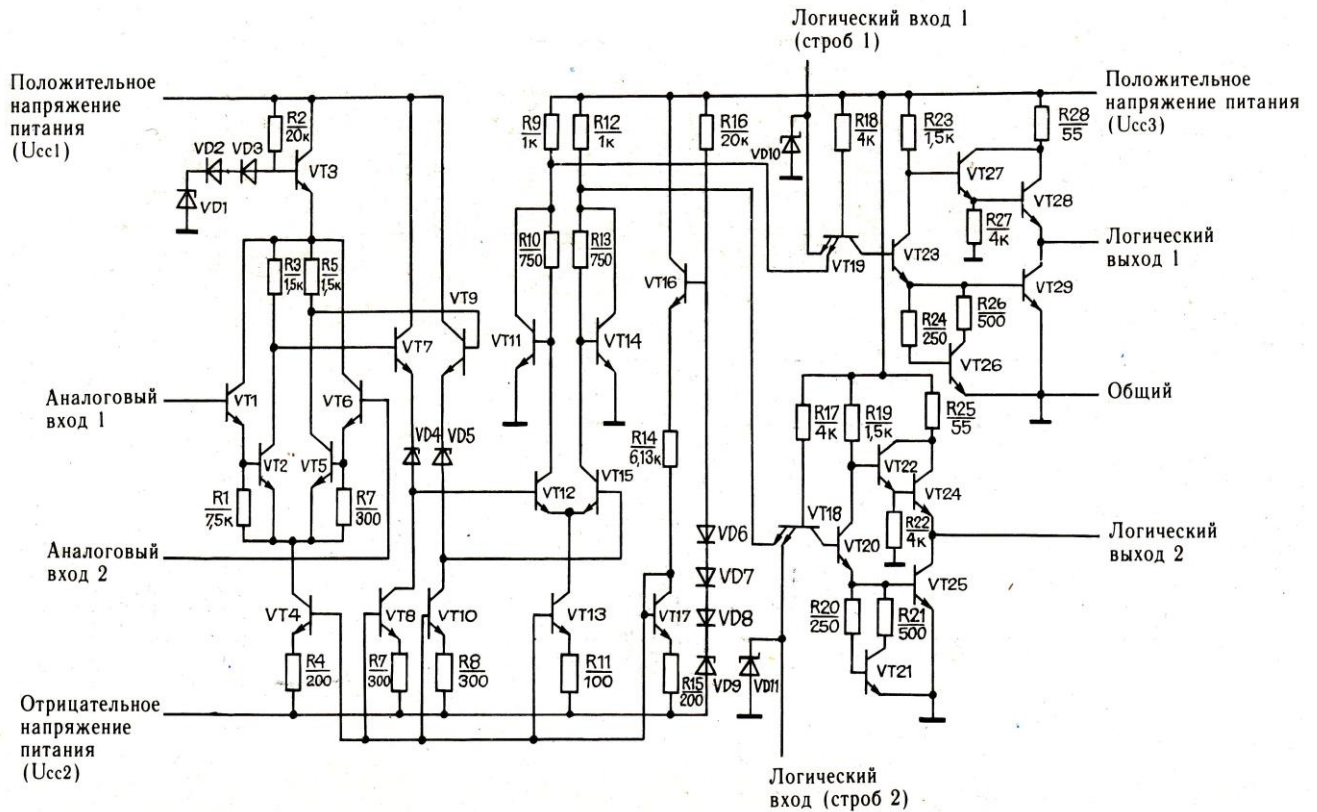 Логический вход 1
(строб 1)
Положительное
напряжение
питания
(Ucc1)
Положительное
напряжение
питания
(Ucc3)
R2
20к
VD2
VD3
VT3
VD1
R3
1,5к
R5
1,5к
VT9
VT7
Аналоговый
вход 1
VT1
VT6
VT2
VT5
R1
7,5к
R7
300
VD4
VD5
Аналоговый
вход 2
VT4
R4
200
VT8
VT10
R7
300
R8
300
Отрицательное
напряжение
питания
(Ucc2)
R9
1к
R12
1к
R16
20к
R10
750
R13
750
VT11
VT14
VT16
R14
6,13к
VT12
VT15
VT13
R11
100
VT17
R15
200
VD6
VD7
VD8
VD9
VD11
VD10
R18
4к
R23
1,5к
R28
55
VT27
VT28
R27
4к
VT19
VT23
Логический
выход 1
VT29
R24
250
R26
500
VT26
Общий
R17
4к
R19
1,5к
R25
55
VT22
VT24
VT18
R22
4к
VT20
Логический
выход 2
VT25
R20
250
R21
500
VT21
Логический
вход (строб 2)